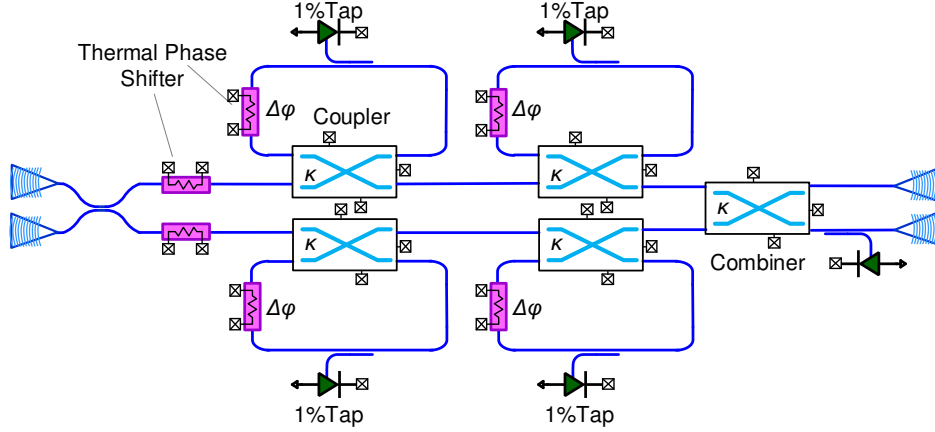 1%Tap
1%Tap
Thermal Phase
Shifter
Δφ
Coupler
Δφ
κ
κ
κ
κ
κ
Combiner
Δφ
Δφ
1%Tap
1%Tap